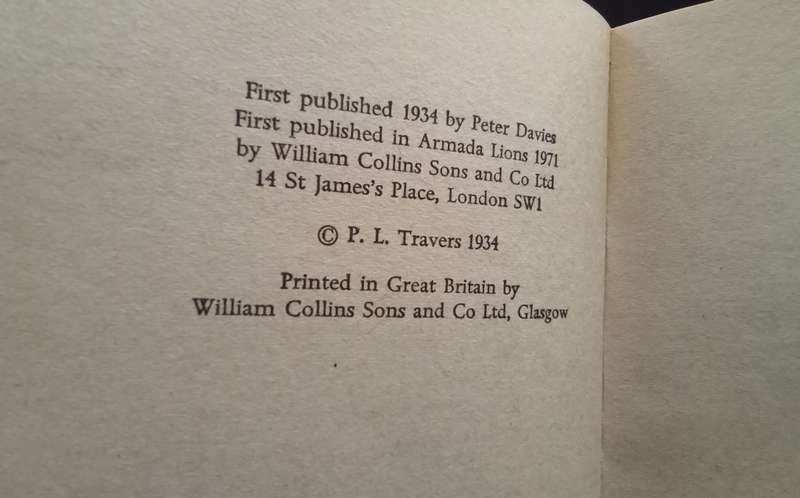 First published 1934 by Peter Davies
First published in Armada Lions 1971
by William Collins Sons and Co Ltd
14 St James's Place, London SW1
© P. L. Travers 1934
Printed in Great Britain by
William Collins Sons and Co Ltd, Glasgow